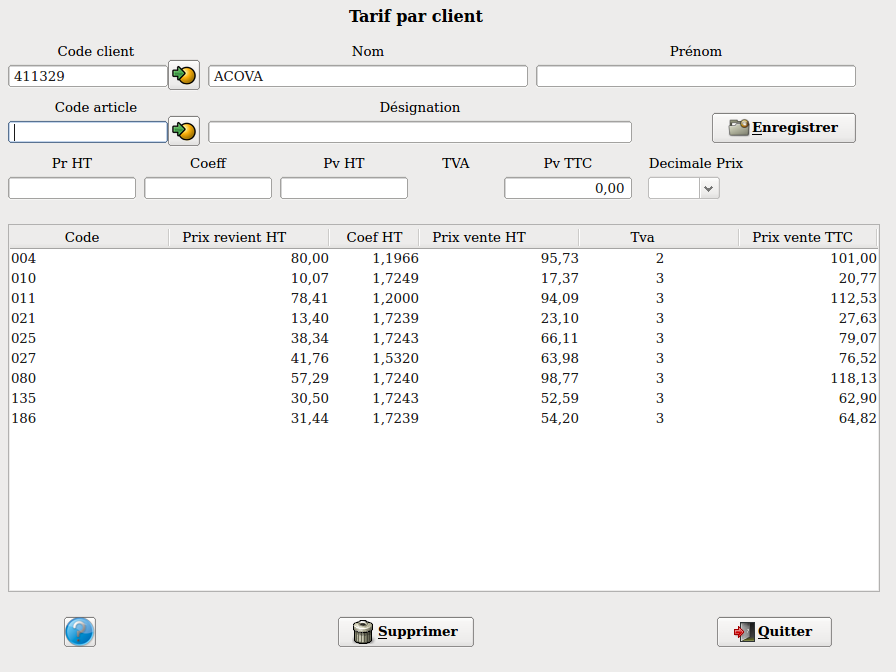 Tarif par client
Code client Nom Prénom
411329 ACOVA
Code article Désignation
Enregistrer
Pr HT Coeff Pv HT TVA Pv TTC Decimale Prix
0,00
Code Prix revient HT Coef HT Prix vente HT Tva Prix vente TTC
004 80,00 1,1966 95,73 2 101,00
010 10,07 1,7249 17,37 3 20,77
011 78,41 1,2000 94,09 3 112,53
021 13,40 1,7239 23,10 3 27,63
025 38,34 1,7243 66,11 3 79,07
027 41,76 1,5320 63,98 3 76,52
080 57,29 1,7240 98,77 3 118,13
135 30,50 1,7243 52,59 3 62,90
186 31,44 1,7239 54,20 3 64,82
? Supprimer Quitter